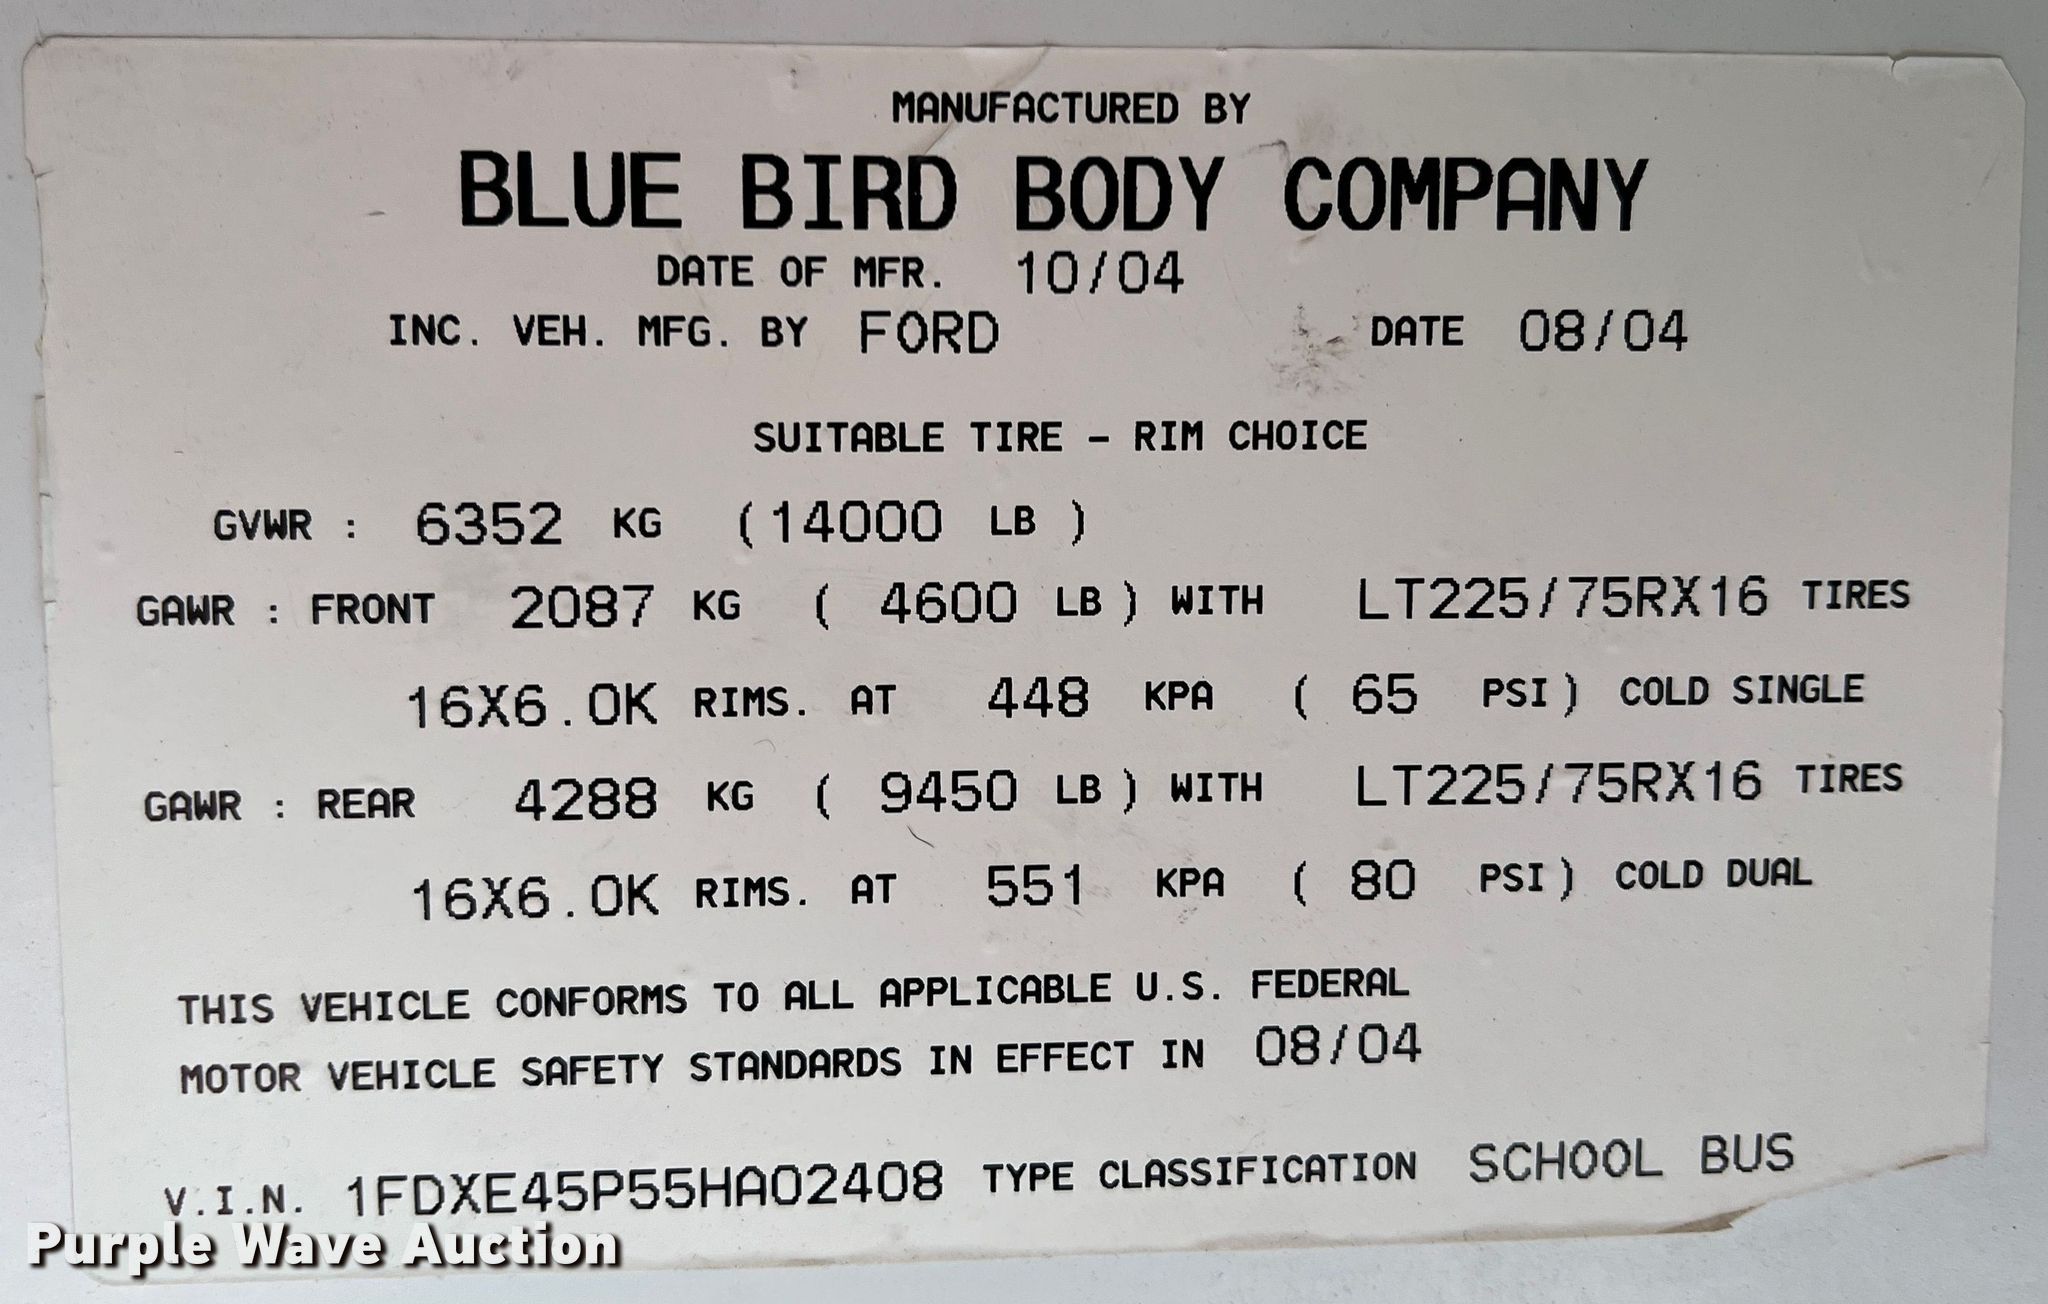 MANUFACTURED BY
BLUE BIRD BODY COMPANY
DATE OF MFR. 10/04
INC. VEH. MFG. BY FORD DATE 08/04
SUITABLE TIRE - RIM CHOICE
GVWR : 6352 KG (14000 LB )
GAWR : FRONT 2087 KG ( 4600 LB ) WITH LT225/75RX16 TIRES
16X6.0K RIMS. AT 448 KPA ( 65 PSI ) COLD SINGLE
GAWR : REAR 4288 KG ( 9450 LB ) WITH LT225/75RX16 TIRES
16X6.0K RIMS. AT 551 KPA ( 80 PSI ) COLD DUAL
THIS VEHICLE CONFORMS TO ALL APPLICABLE U.S. FEDERAL
MOTOR VEHICLE SAFETY STANDARDS IN EFFECT IN 08/04
V.I.N. 1FDXE45P55HA02408 TYPE CLASSIFICATION SCHOOL BUS
Purple Wave Auction